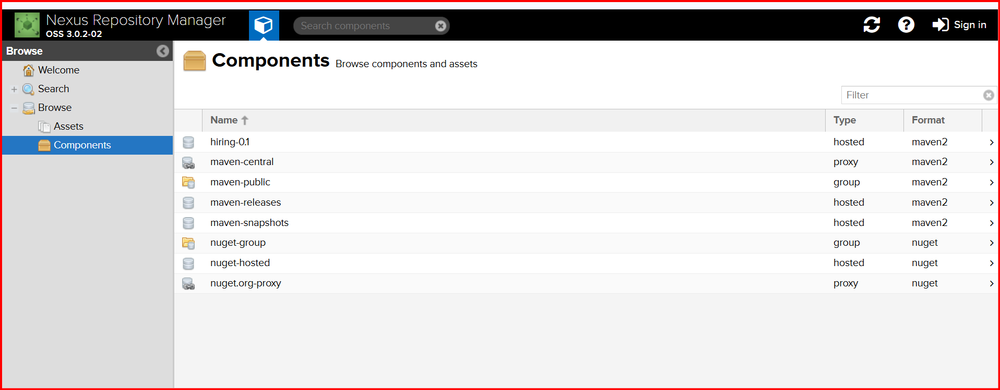 Nexus Repository Manager
OSS 3.0.2-02
Search components
Sign in
Browse
Welcome
Search
Browse
Assets
Components
Components Browse components and assets
Filter
Name Type Format
hiring-0.1 hosted maven2
maven-central proxy maven2
maven-public group maven2
maven-releases hosted maven2
maven-snapshots hosted maven2
nuget-group group nuget
nuget-hosted hosted nuget
nuget.org-proxy proxy nuget